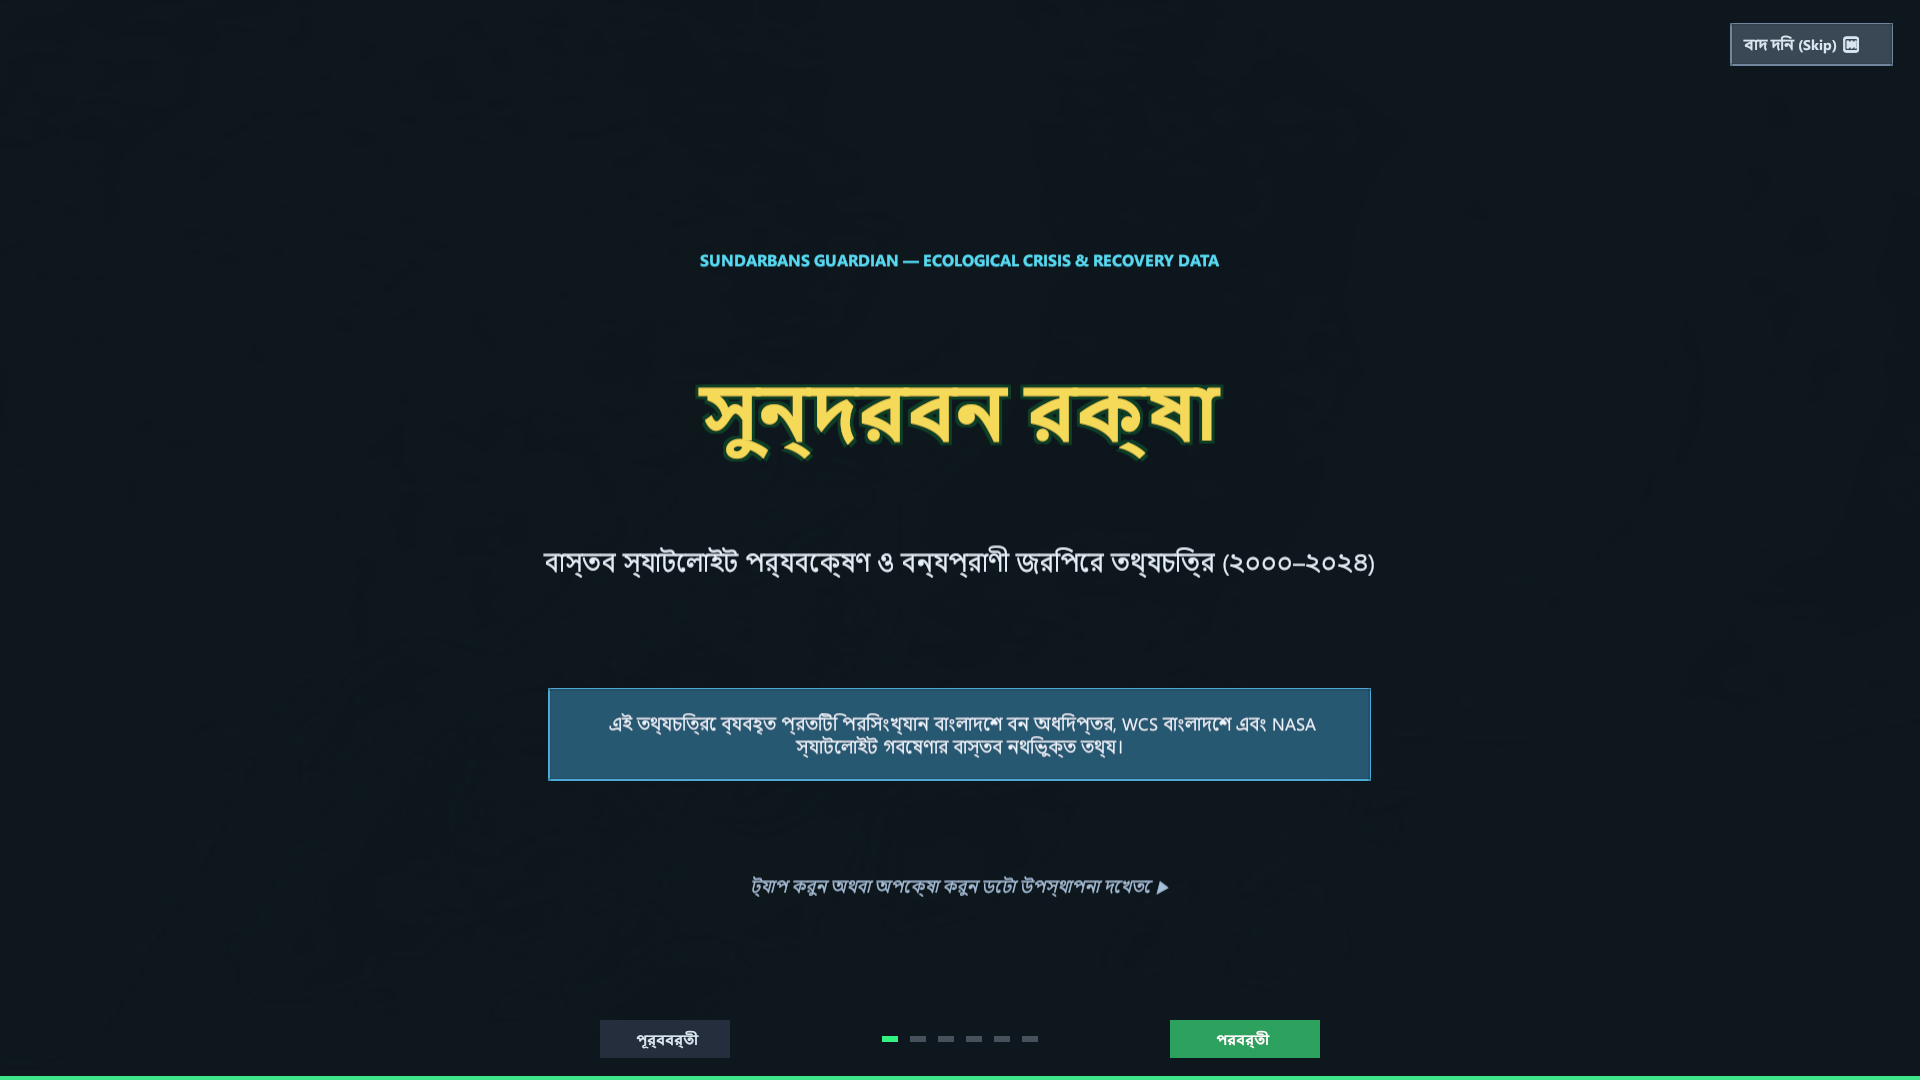 বাদ দিন (Skip) ⏭
SUNDARBANS GUARDIAN — ECOLOGICAL CRISIS & RECOVERY DATA
সুন্দরবন রক্ষা
বাস্তব স্যাটেলাইট পর্যবেক্ষণ ও বন্যপ্রাণী জরিপের তথ্যচিত্র (২০০০–২০২৪)
এই তথ্যচিত্রে ব্যবহৃত প্রতিটি পরিসংখ্যান বাংলাদেশ বন অধিদপ্তর, WCS বাংলাদেশ এবং NASA
স্যাটেলাইট গবেষণার বাস্তব নথিভুক্ত তথ্য।
ট্যাপ করুন অথবা অপেক্ষা করুন ডেটা উপস্থাপনা দেখতে ▶
পূর্ববর্তী
পরবর্তী